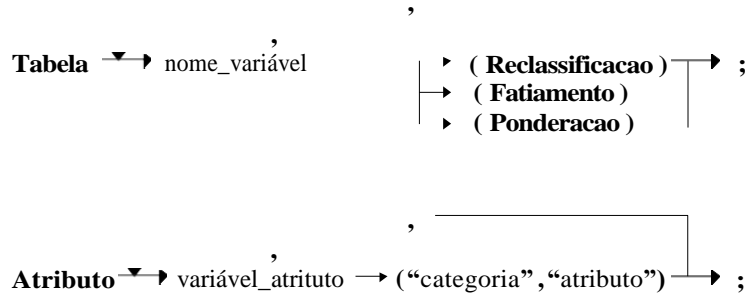 ,
,
Tabela nome_variável ( Reclassificacao ) ;
( Fatiamento )
( Ponderacao )
,
,
Atributo variável_atrituto (“categoria”,“atributo”) ;